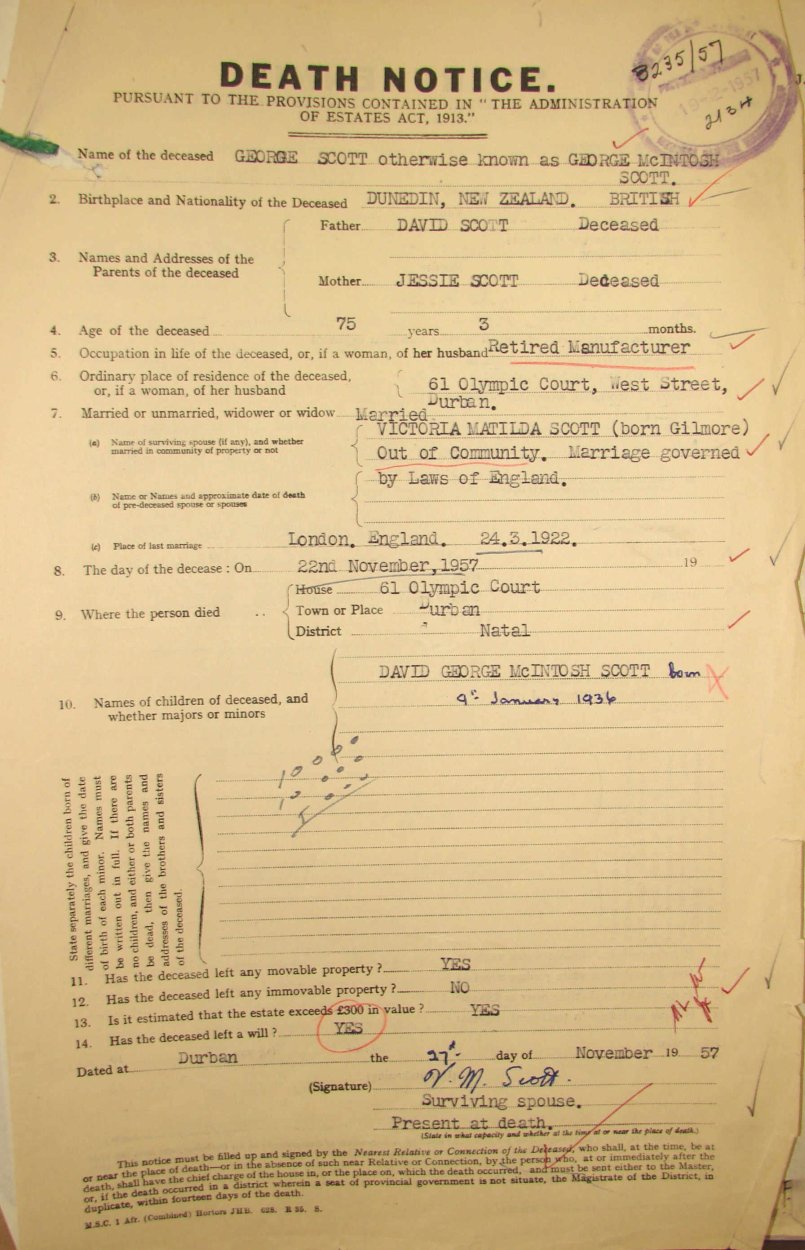 8235/57
2134
DEATH NOTICE.
PURSUANT TO THE PROVISIONS CONTAINED IN "THE ADMINISTRATION
OF ESTATES ACT, 1913."
Name of the deceased GEORGE SCOTT otherwise known as GEORGE McINTOSH
SCOTT.
2. Birthplace and Nationality of the Deceased DUNEDIN, NEW ZEALAND. BRITISH
Father DAVID SCOTT Deceased
3. Names and Addresses of the
Parents of the deceased
Mother JESSIE SCOTT Deceased
4. Age of the deceased 75 years 3 months.
5. Occupation in life of the deceased, or, if a woman, of her husband Retired Manufacturer
6. Ordinary place of residence of the deceased,
or, if a woman, of her husband 61 Olympic Court, West Street,
Durban.
7. Married or unmarried, widower or widow Married
(a) Name of surviving spouse (if any), and whether
married in community of property or not
VICTORIA MATILDA SCOTT (born Gilmore)
Out of Community. Marriage governed
by Laws of England.
(b) Name or Names and approximate date of death
of pre-deceased spouse or spouses
(c) Place of last marriage London, England. 24.3.1922.
8. The day of the decease : On 22nd November, 1957 19
9. Where the person died ..
House 61 Olympic Court
Town or Place Durban
District " Natal
DAVID GEORGE McINTOSH SCOTT born
9th January 1936
10. Names of children of deceased, and
whether majors or minors
State separately the children born of
different marriages, and give the date
of birth of each minor. Names must
be written out in full. If there are
no children, and either or both parents
be dead, then give the names and
addresses of the brothers and sisters
of the deceased.
11. Has the deceased left any movable property ? YES
12. Has the deceased left any immovable property ? NO
13. Is it estimated that the estate exceeds £300 in value ? YES
14. Has the deceased left a will ? YES
Dated at Durban the 27th day of November 19 57
(Signature) V. M. Scott.
Surviving spouse.
Present at death.
(State in what capacity and whether at the time at or near the place of death.)
This notice must be filled up and signed by the Nearest Relative or Connection of the Deceased, who shall, at the time, be at
or near the place of death—or in the absence of such near Relative or Connection, by the person who, at or immediately after the
death, shall have the chief charge of the house in, or the place on, which the death occurred, and must be sent either to the Master,
or, if the death occurred in a district wherein a seat of provincial government is not situate, the Magistrate of the District, in
duplicate, within fourteen days of the death.
M.S.C. 1 Afr. (Combined) Hortors JHB. 628. R 35. S.